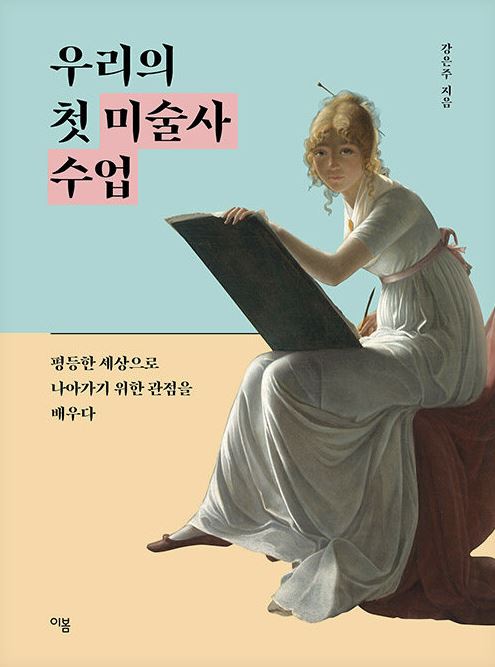 우리의
첫 미술사
수업
강은주 지음
평등한 세상으로
나아가기 위한 관점을
배우다
이봄